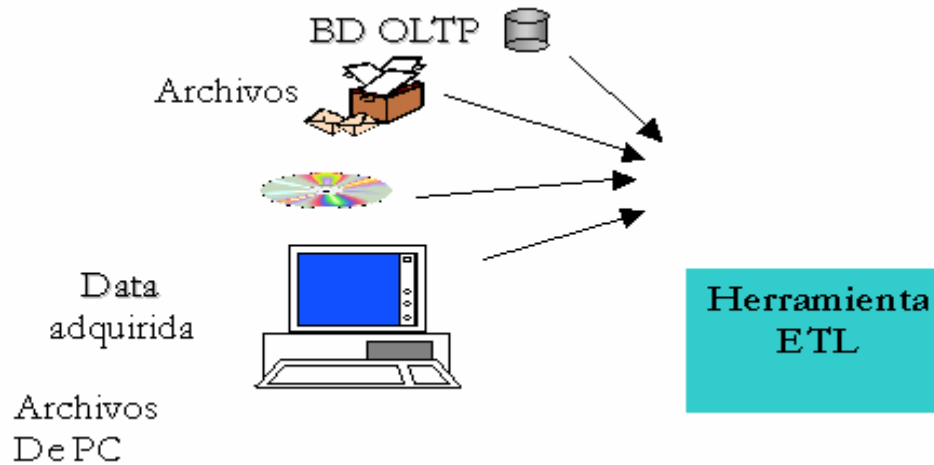 BD OLTP
Archivos
Data
adquirida
Herramienta
ETL
Archivos
De PC